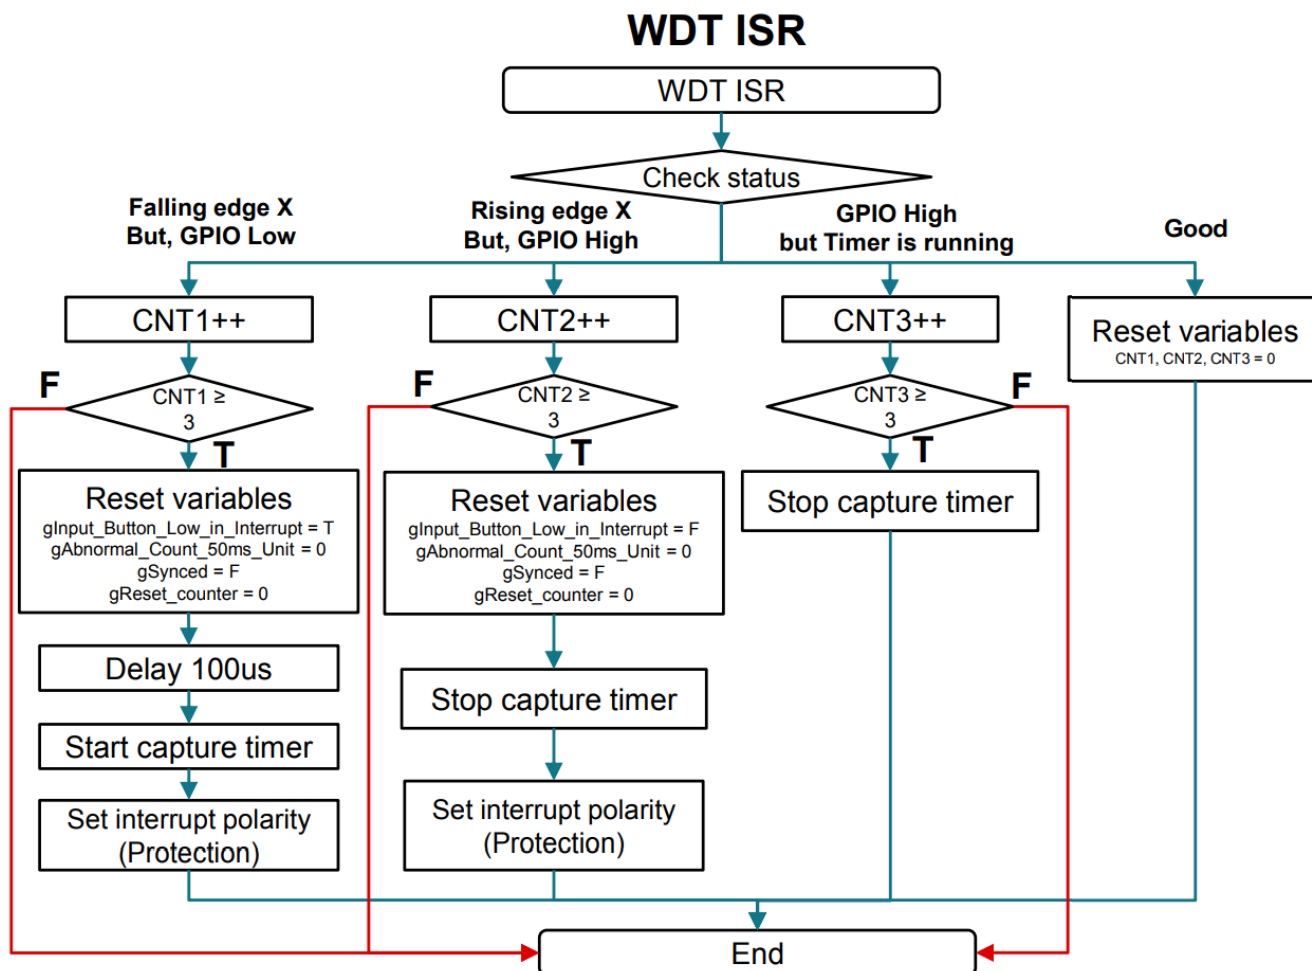 WDT ISR
WDT ISR
Check status
Falling edge X
But, GPIO Low
Rising edge X
But, GPIO High
GPIO High
but Timer is running
Good
CNT1++
CNT2++
CNT3++
Reset variables
CNT1, CNT2, CNT3 = 0
F
CNT1 ≥
3
T
F
CNT2 ≥
3
T
CNT3 ≥
3
F
T
Reset variables
gInput_Button_Low_in_Interrupt = T
gAbnormal_Count_50ms_Unit = 0
gSynced = F
gReset_counter = 0
Reset variables
gInput_Button_Low_in_Interrupt = F
gAbnormal_Count_50ms_Unit = 0
gSynced = F
gReset_counter = 0
Stop capture timer
Delay 100us
Start capture timer
Set interrupt polarity
(Protection)
Stop capture timer
Set interrupt polarity
(Protection)
End